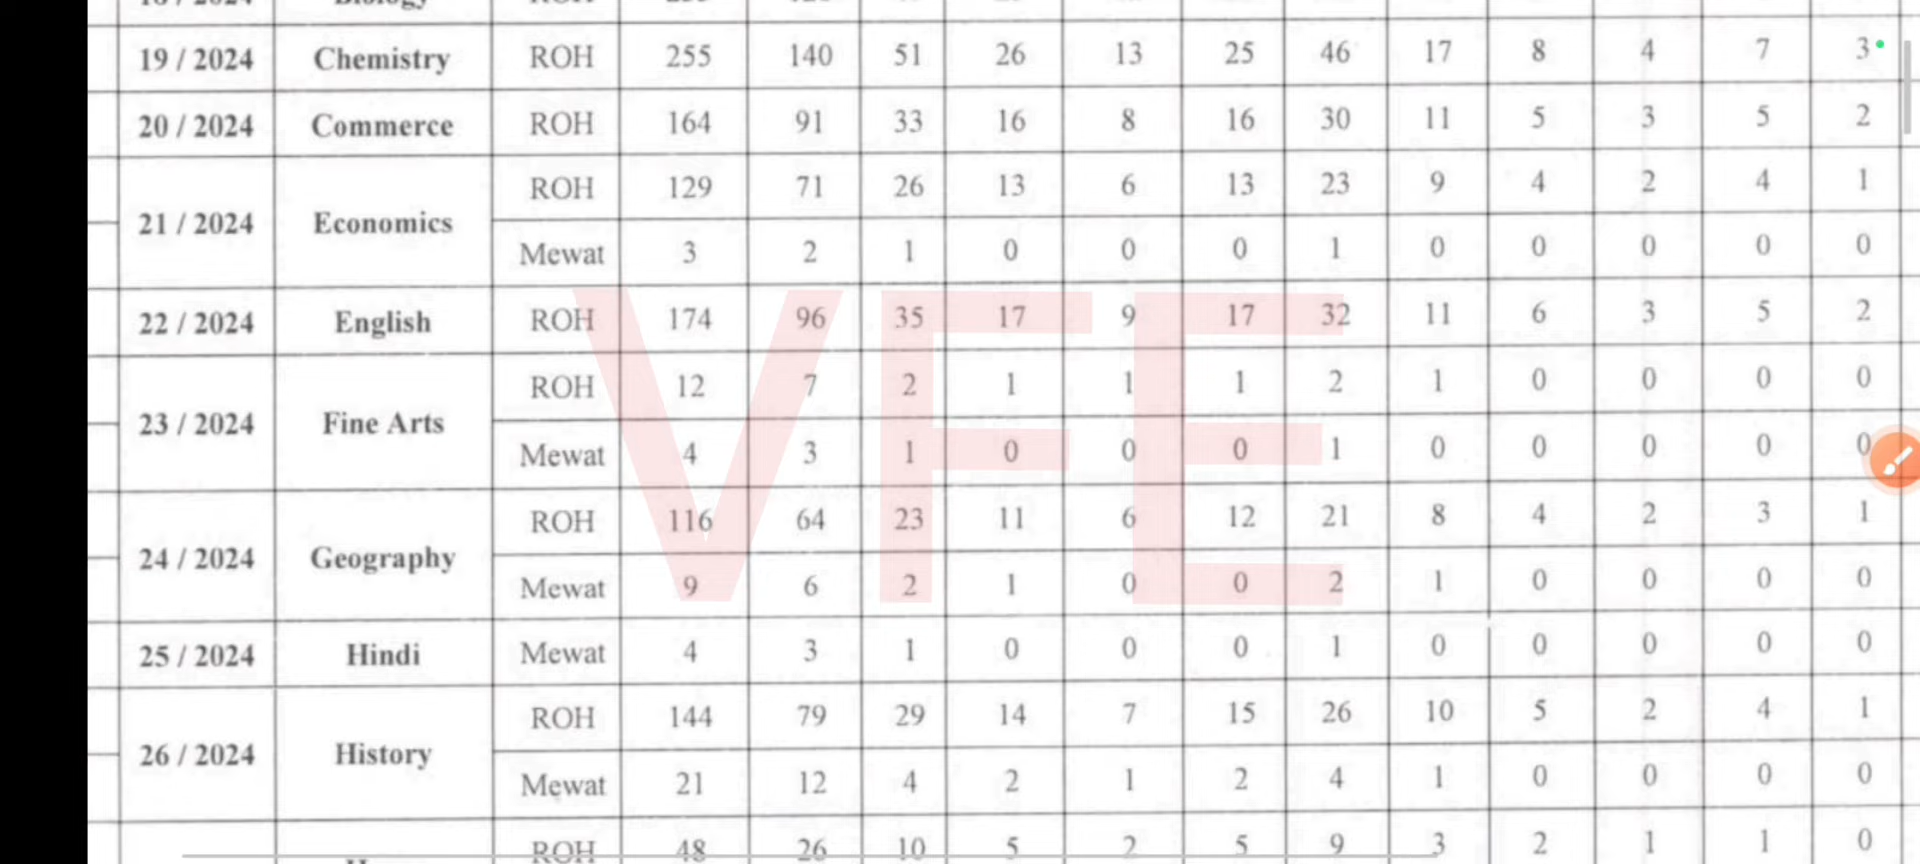 Biology
19 / 2024 Chemistry ROH 255 140 51 26 13 25 46 17 8 4 7 3
20 / 2024 Commerce ROH 164 91 33 16 8 16 30 11 5 3 5 2
21 / 2024 Economics ROH 129 71 26 13 6 13 23 9 4 2 4 1
Mewat 3 2 1 0 0 0 1 0 0 0 0 0
22 / 2024 English ROH 174 96 35 17 9 17 32 11 6 3 5 2
23 / 2024 Fine Arts ROH 12 7 2 1 1 1 2 1 0 0 0 0
Mewat 4 3 1 0 0 0 1 0 0 0 0 0
24 / 2024 Geography ROH 116 64 23 11 6 12 21 8 4 2 3 1
Mewat 9 6 2 1 0 0 2 1 0 0 0 0
25 / 2024 Hindi Mewat 4 3 1 0 0 0 1 0 0 0 0 0
26 / 2024 History ROH 144 79 29 14 7 15 26 10 5 2 4 1
Mewat 21 12 4 2 1 2 4 1 0 0 0 0
ROH 48 26 10 5 2 5 9 3 2 1 1 0
VFE